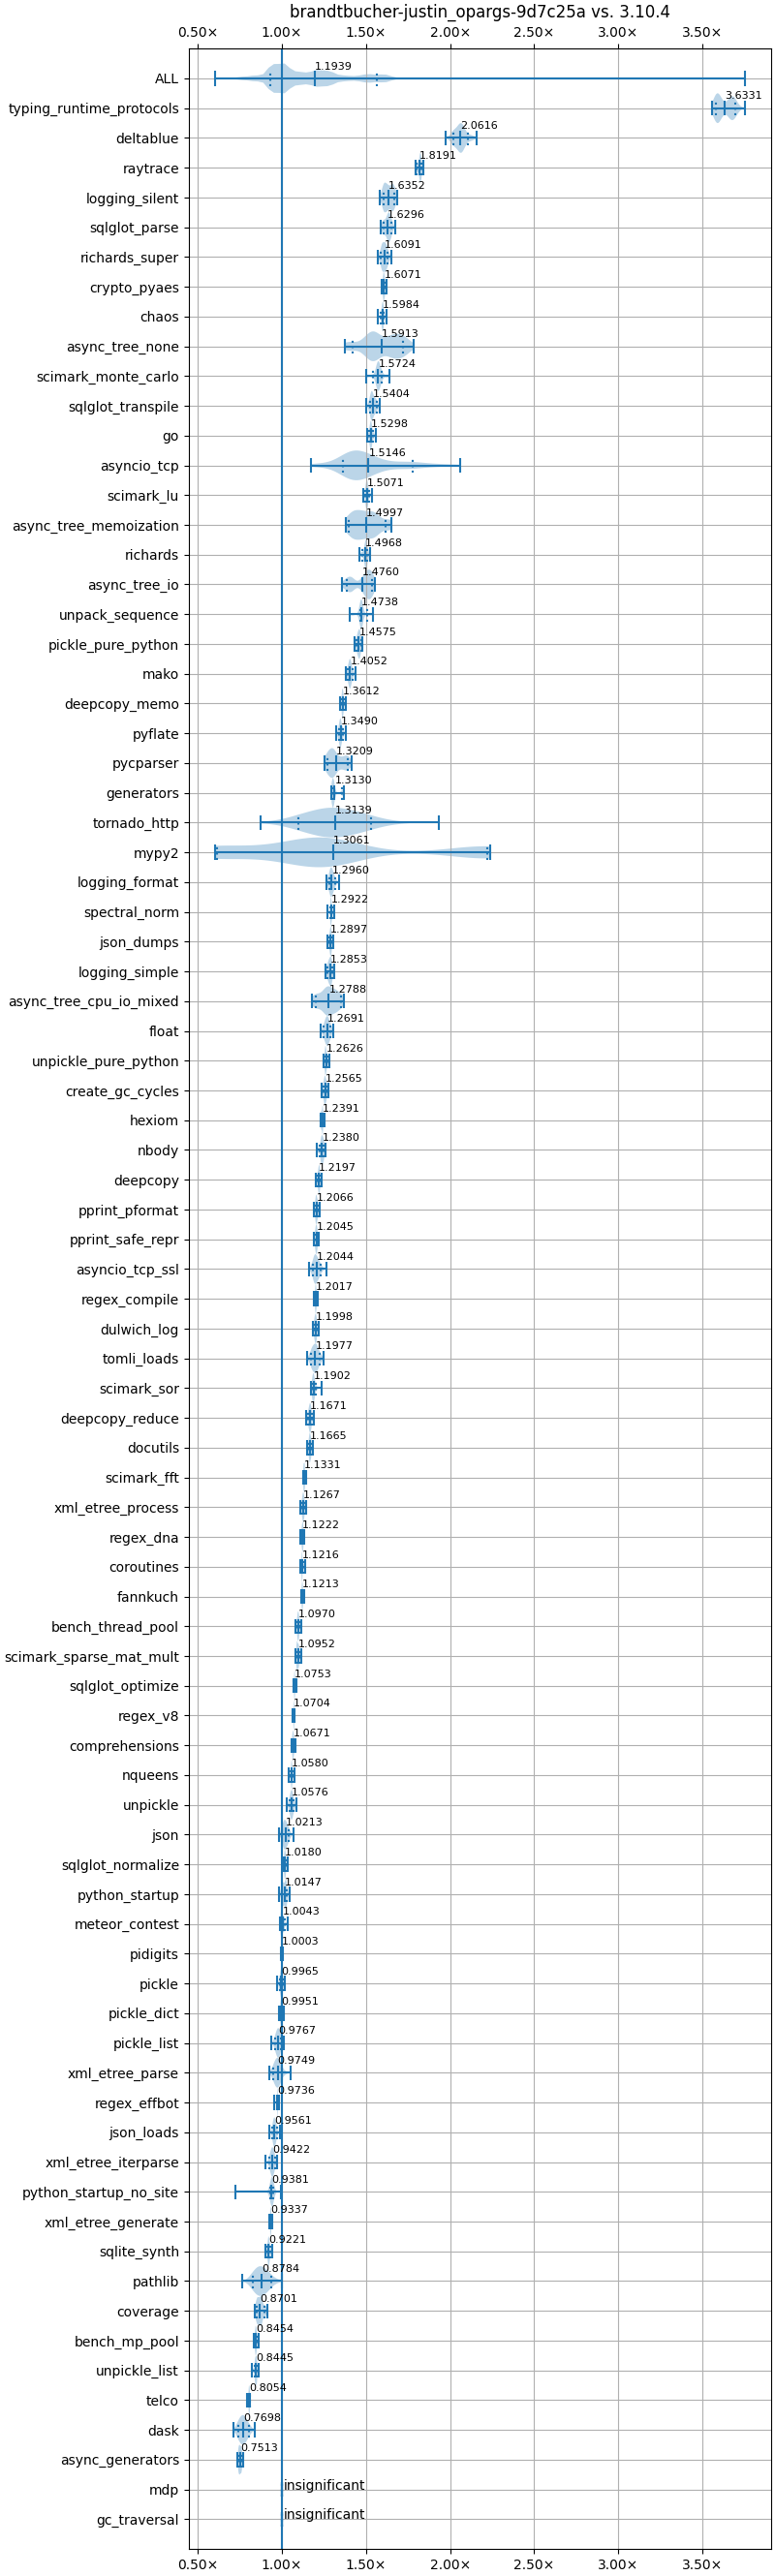 brandtbucher-justin_opargs-9d7c25a vs. 3.10.4
0.50× 1.00× 1.50× 2.00× 2.50× 3.00× 3.50×
ALL 1.1939
typing_runtime_protocols 3.6331
deltablue 2.0616
raytrace 1.8191
logging_silent 1.6352
sqlglot_parse 1.6296
richards_super 1.6091
crypto_pyaes 1.6071
chaos 1.5984
async_tree_none 1.5913
scimark_monte_carlo 1.5724
sqlglot_transpile 1.5404
go 1.5298
asyncio_tcp 1.5146
scimark_lu 1.5071
async_tree_memoization 1.4997
richards 1.4968
async_tree_io 1.4760
unpack_sequence 1.4738
pickle_pure_python 1.4575
mako 1.4052
deepcopy_memo 1.3612
pyflate 1.3490
pycparser 1.3209
generators 1.3130
tornado_http 1.3139
mypy2 1.3061
logging_format 1.2960
spectral_norm 1.2922
json_dumps 1.2897
logging_simple 1.2853
async_tree_cpu_io_mixed 1.2788
float 1.2691
unpickle_pure_python 1.2626
create_gc_cycles 1.2565
hexiom 1.2391
nbody 1.2380
deepcopy 1.2197
pprint_pformat 1.2066
pprint_safe_repr 1.2045
asyncio_tcp_ssl 1.2044
regex_compile 1.2017
dulwich_log 1.1998
tomli_loads 1.1977
scimark_sor 1.1902
deepcopy_reduce 1.1671
docutils 1.1665
scimark_fft 1.1331
xml_etree_process 1.1267
regex_dna 1.1222
coroutines 1.1216
fannkuch 1.1213
bench_thread_pool 1.0970
scimark_sparse_mat_mult 1.0952
sqlglot_optimize 1.0753
regex_v8 1.0704
comprehensions 1.0671
nqueens 1.0580
unpickle 1.0576
json 1.0213
sqlglot_normalize 1.0180
python_startup 1.0147
meteor_contest 1.0043
pidigits 1.0003
pickle 0.9965
pickle_dict 0.9951
pickle_list 0.9767
xml_etree_parse 0.9749
regex_effbot 0.9736
json_loads 0.9561
xml_etree_iterparse 0.9422
python_startup_no_site 0.9381
xml_etree_generate 0.9337
sqlite_synth 0.9221
pathlib 0.8784
coverage 0.8701
bench_mp_pool 0.8454
unpickle_list 0.8445
telco 0.8054
dask 0.7698
async_generators 0.7513
mdp insignificant
gc_traversal insignificant
0.50× 1.00× 1.50× 2.00× 2.50× 3.00× 3.50×